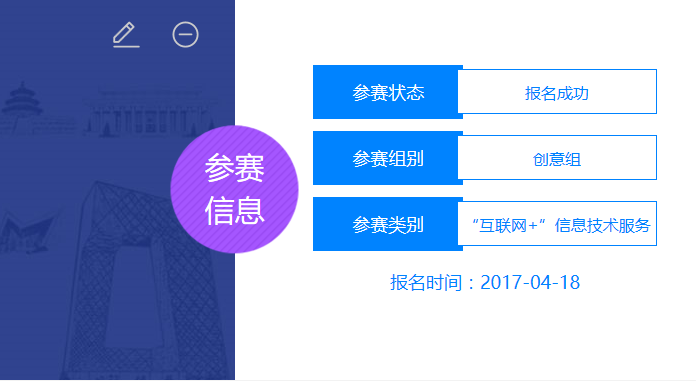 参赛
信息
参赛状态 报名成功
参赛组别 创意组
参赛类别 “互联网+”信息技术服务
报名时间：2017-04-18